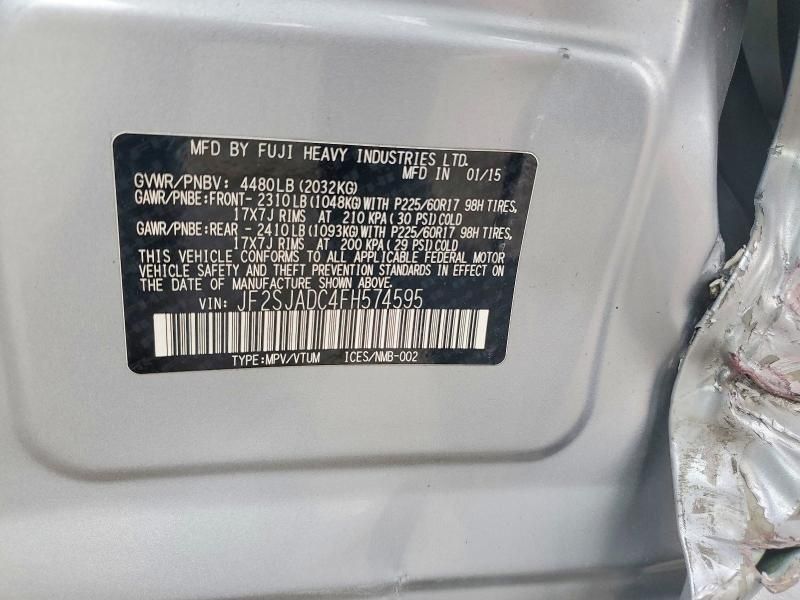 MFD BY FUJI HEAVY INDUSTRIES LTD.
MFD IN 01/15
GVWR/PNBV: 4480LB(2032KG)
GAWR/PNBE:FRONT- 2310LB(1048KG)WITH P225/60R17 98H TIRES,
17X7J RIMS AT 210 KPA(30 PSI)COLD
GAWR/PNBE:REAR - 2410LB(1093KG)WITH P225/60R17 98H TIRES,
17X7J RIMS AT 200 KPA(29 PSI)COLD
THIS VEHICLE CONFORMS TO ALL APPLICABLE FEDERAL MOTOR
VEHICLE SAFETY AND THEFT PREVENTION STANDARDS IN EFFECT ON
THE DATE OF MANUFACTURE SHOWN ABOVE.
VIN: JF2SJADC4FH574595
TYPE:MPV/VTUM ICES/NMB-002